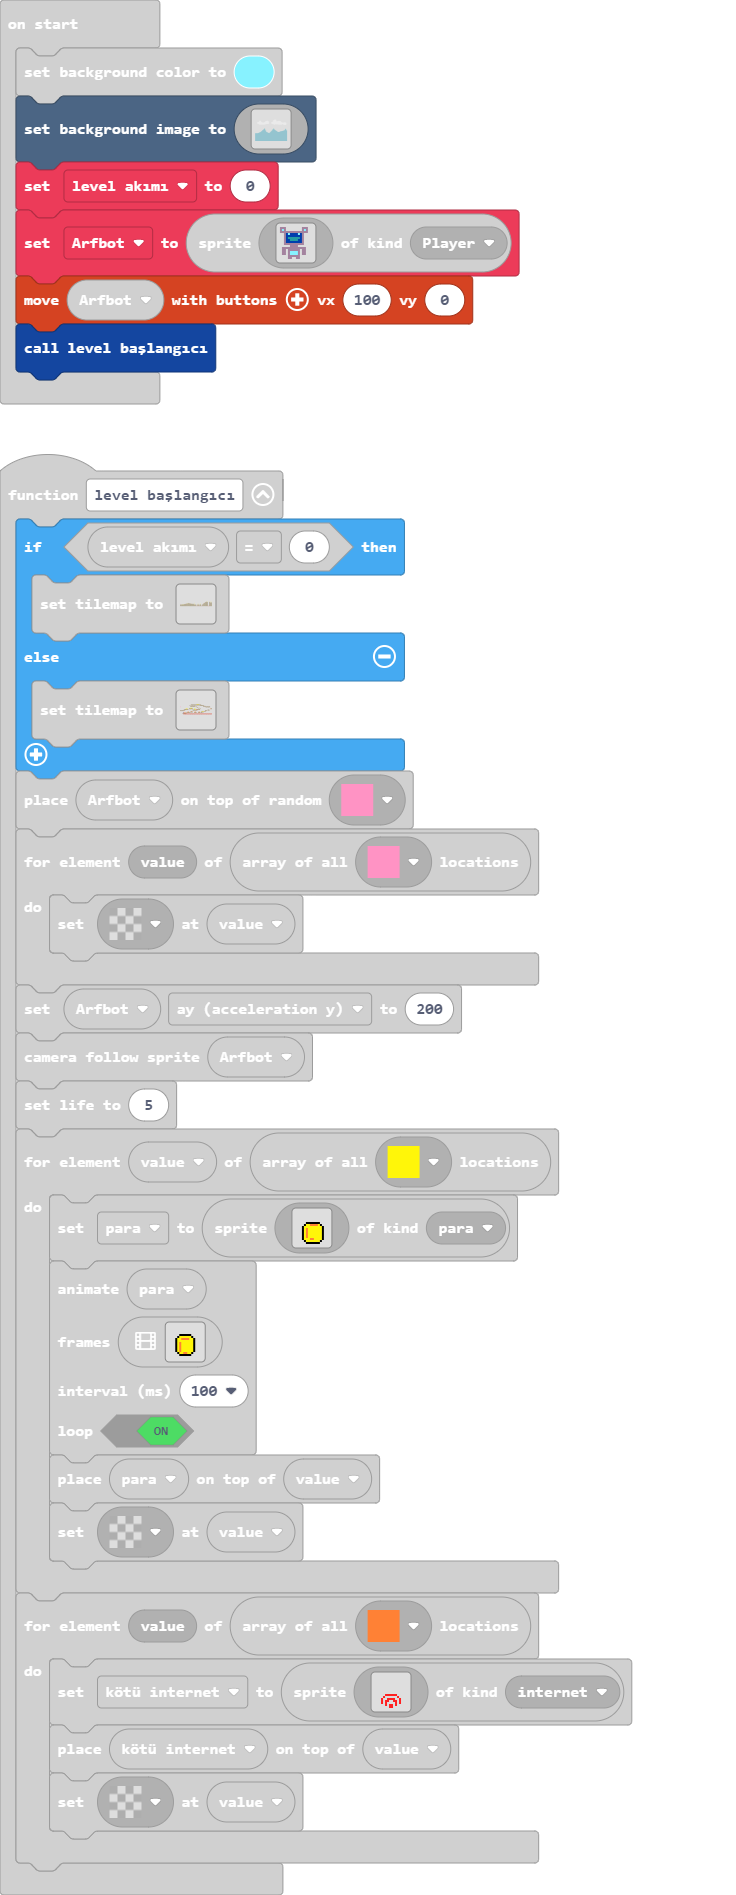 on start
set background color to
set background image to
set level akımı to 0
set Arfbot to sprite of kind Player
move Arfbot with buttons vx 100 vy 0
call level başlangıcı
function level başlangıcı
if level akımı = 0 then
set tilemap to
else
set tilemap to
place Arfbot on top of random
for element value of array of all locations
do
set at value
set Arfbot ay (acceleration y) to 200
camera follow sprite Arfbot
set life to 5
for element value of array of all locations
do
set para to sprite of kind para
animate para
frames
interval (ms) 100
loop ON
place para on top of value
set at value
for element value of array of all locations
do
set kötü internet to sprite of kind internet
place kötü internet on top of value
set at value